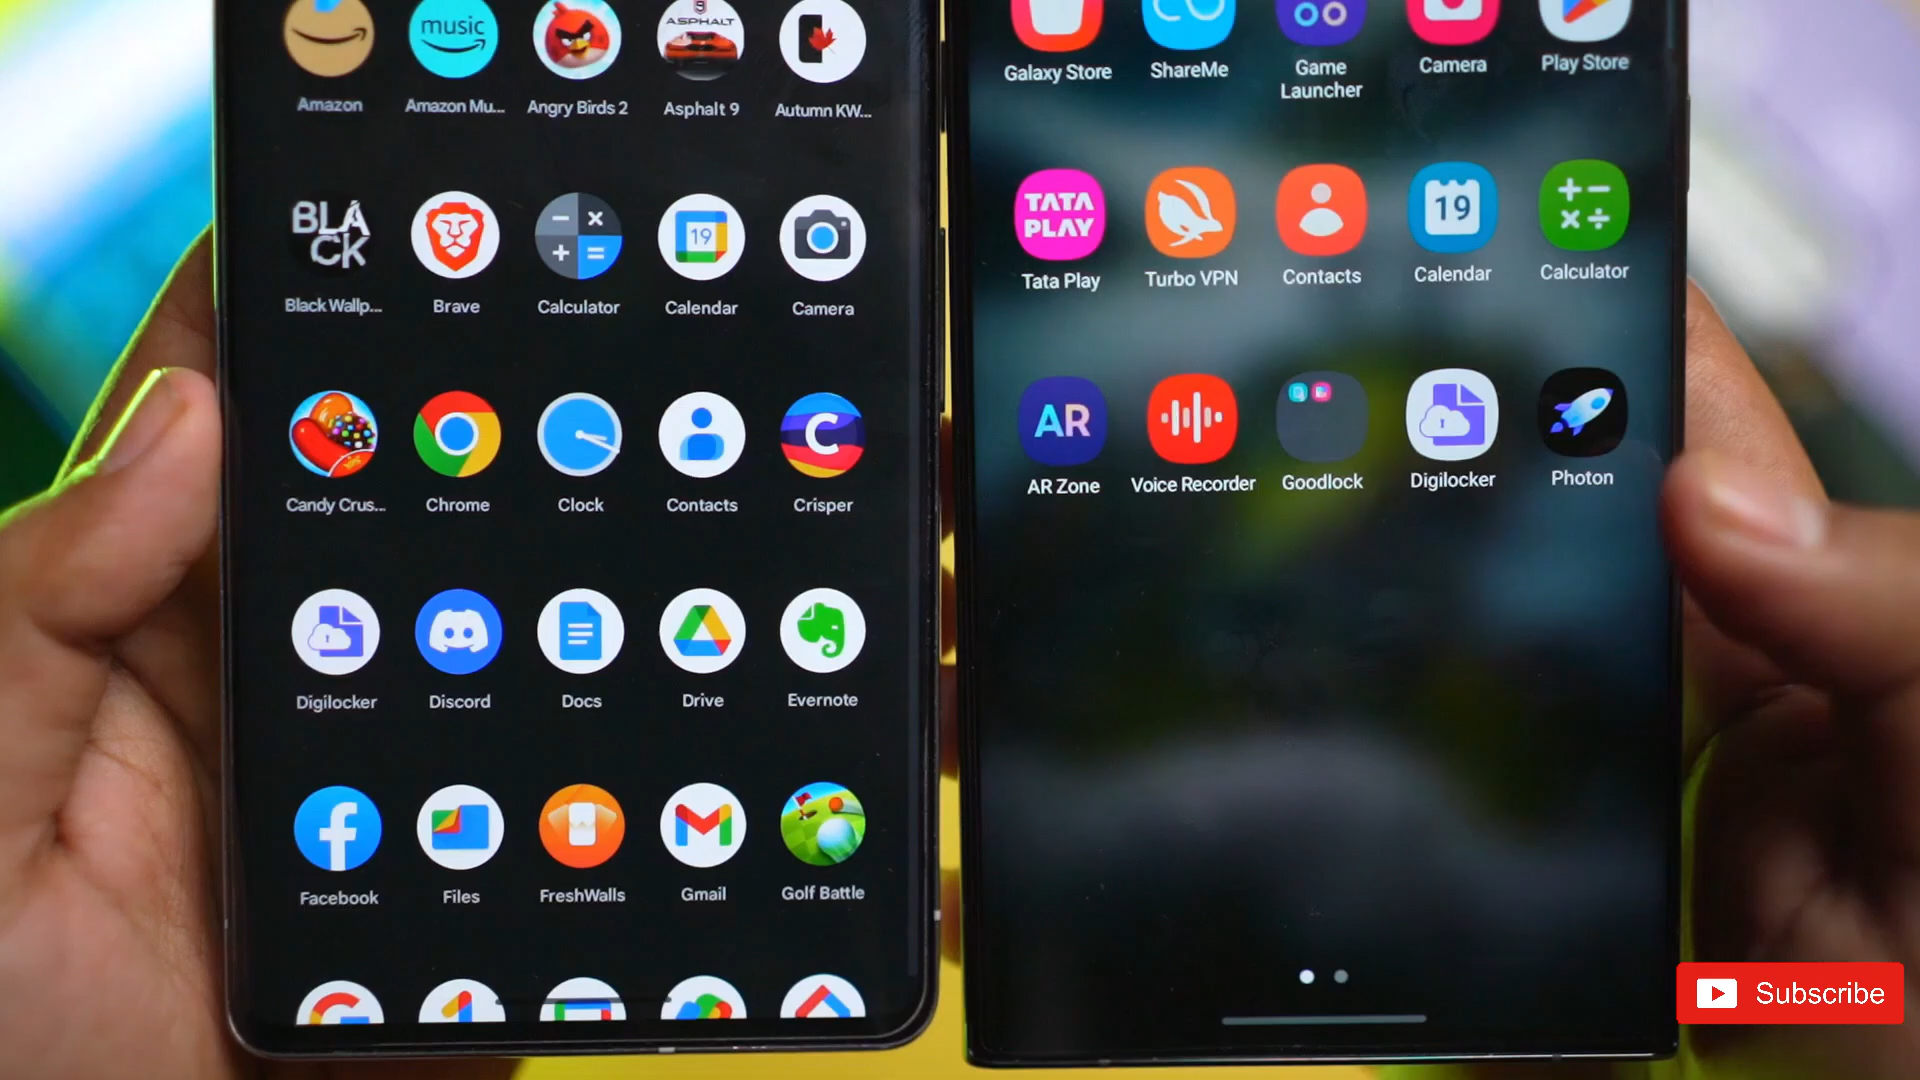 music
ASPHALT
9
Amazon
Amazon Mu...
Angry Birds 2
Asphalt 9
Autumn KW...
BLA
CK
19
Black Wallp...
Brave
Calculator
Calendar
Camera
C
Candy Crus...
Chrome
Clock
Contacts
Crisper
Digilocker
Discord
Docs
Drive
Evernote
Facebook
Files
FreshWalls
Gmail
Golf Battle
Galaxy Store
ShareMe
Game
Launcher
Camera
Play Store
TATA
PLAY
19
Tata Play
Turbo VPN
Contacts
Calendar
Calculator
AR
AR Zone
Voice Recorder
Goodlock
Digilocker
Photon
Subscribe